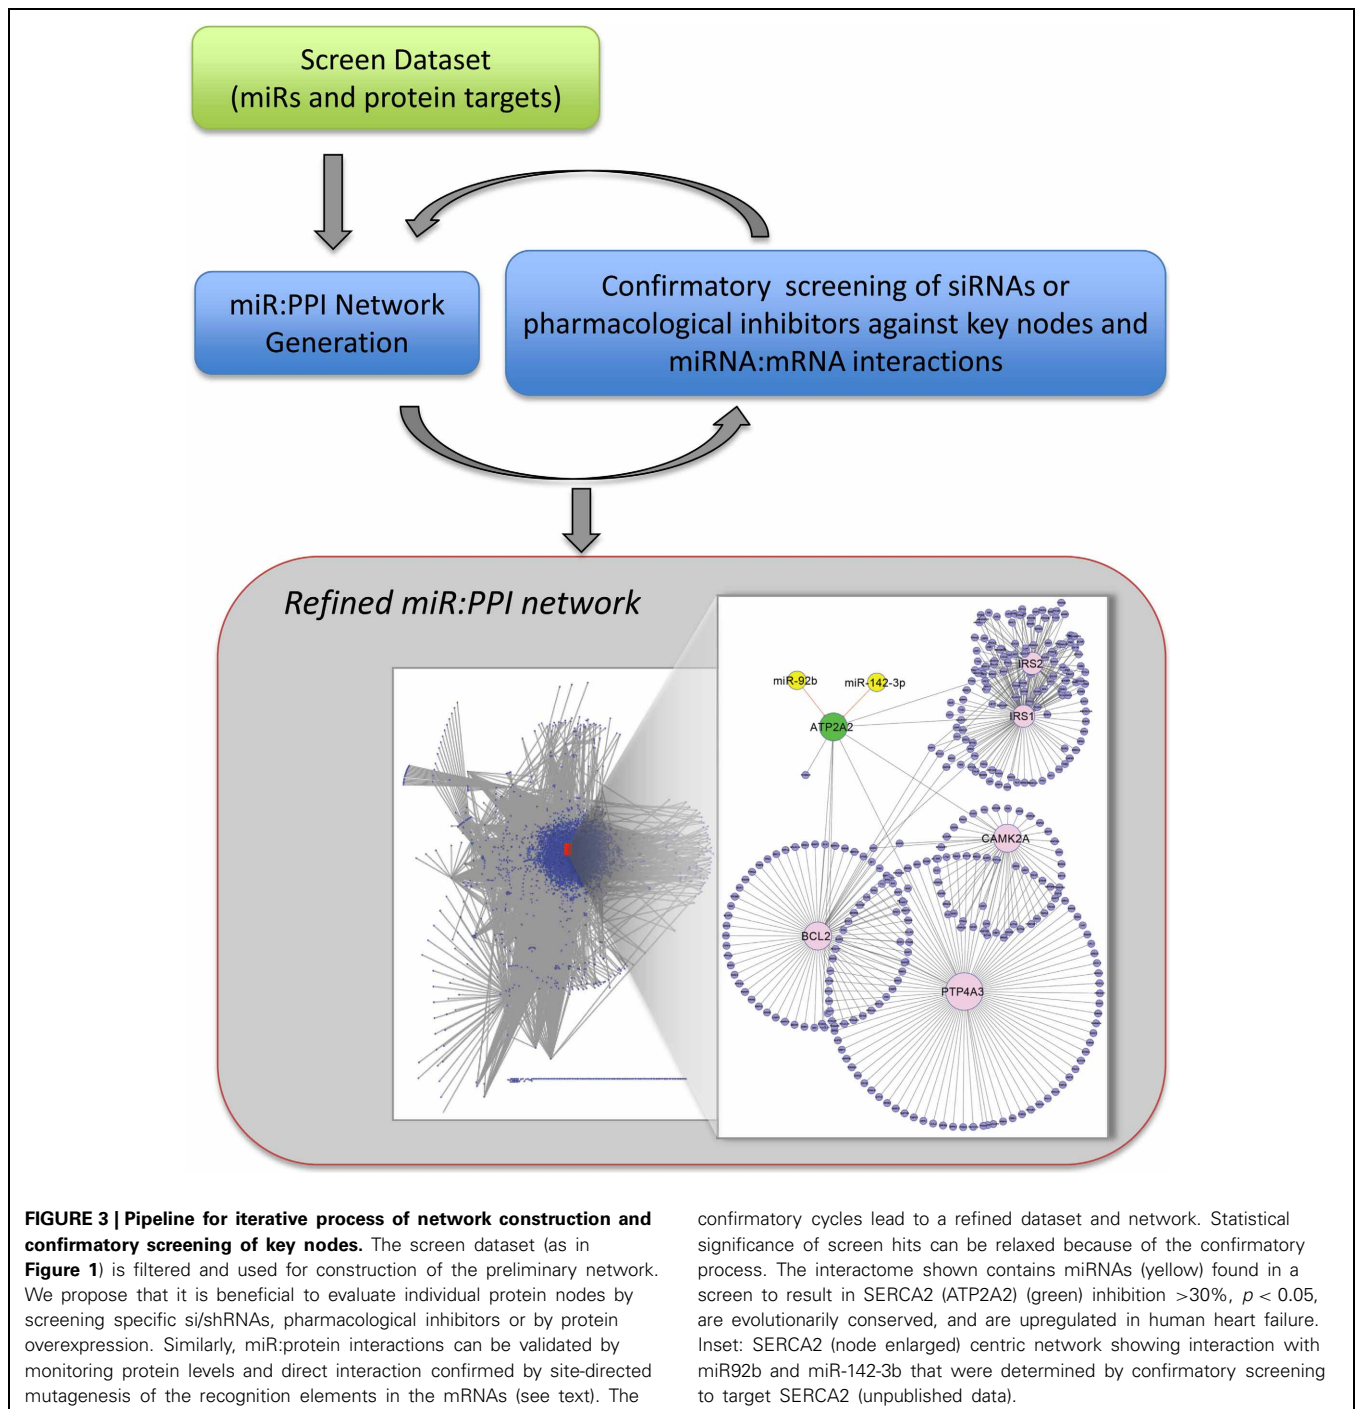 Screen Dataset
(miRs and protein targets)
miR:PPI Network
Generation
Confirmatory screening of siRNAs or
pharmacological inhibitors against key nodes and
miRNA:mRNA interactions
Refined miR:PPI network
miR-92b
miR-142-3p
ATP2A2
IRS2
IRS1
CAMK2A
BCL2
PTP4A3
FIGURE 3 | Pipeline for iterative process of network construction and
confirmatory screening of key nodes. The screen dataset (as in
Figure 1) is filtered and used for construction of the preliminary network.
We propose that it is beneficial to evaluate individual protein nodes by
screening specific si/shRNAs, pharmacological inhibitors or by protein
overexpression. Similarly, miR:protein interactions can be validated by
monitoring protein levels and direct interaction confirmed by site-directed
mutagenesis of the recognition elements in the mRNAs (see text). The
confirmatory cycles lead to a refined dataset and network. Statistical
significance of screen hits can be relaxed because of the confirmatory
process. The interactome shown contains miRNAs (yellow) found in a
screen to result in SERCA2 (ATP2A2) (green) inhibition >30%, p < 0.05,
are evolutionarily conserved, and are upregulated in human heart failure.
Inset: SERCA2 (node enlarged) centric network showing interaction with
miR92b and miR-142-3b that were determined by confirmatory screening
to target SERCA2 (unpublished data).